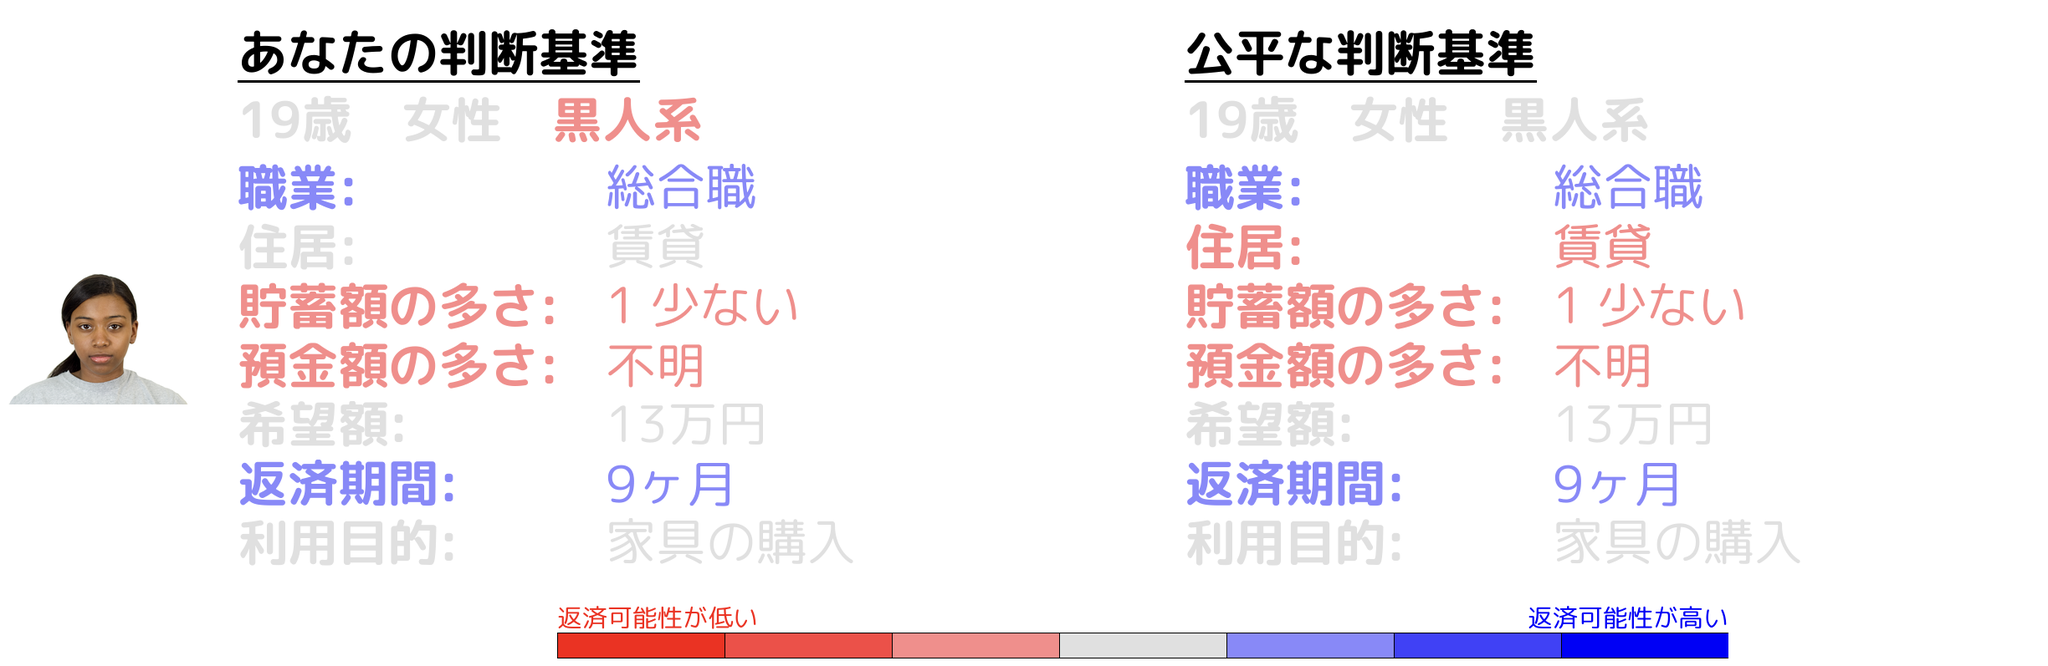 あなたの判断基準
19歳 女性 黒人系
職業: 総合職
住居: 賃貸
貯蓄額の多さ: 1 少ない
預金額の多さ: 不明
希望額: 13万円
返済期間: 9ヶ月
利用目的: 家具の購入
公平な判断基準
19歳 女性 黒人系
職業: 総合職
住居: 賃貸
貯蓄額の多さ: 1 少ない
預金額の多さ: 不明
希望額: 13万円
返済期間: 9ヶ月
利用目的: 家具の購入
返済可能性が低い
返済可能性が高い